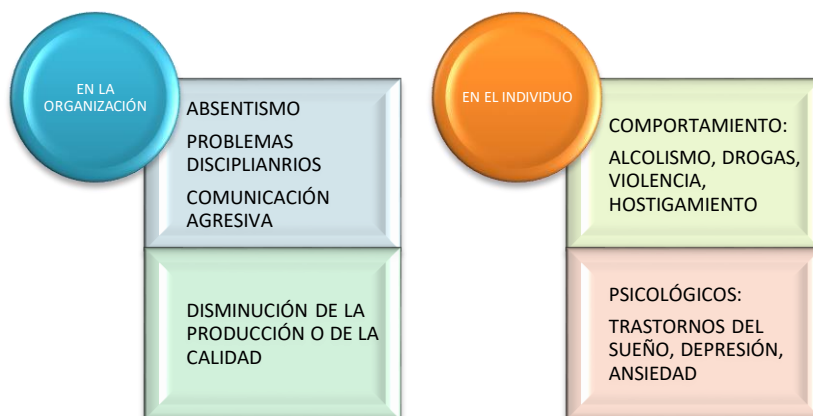 EN LA
ORGANIZACIÓN
ABSENTISMO
PROBLEMAS
DISCIPLIANRIOS
COMUNICACIÓN
AGRESIVA
DISMINUCIÓN DE LA
PRODUCCIÓN O DE LA
CALIDAD
EN EL INDIVIDUO
COMPORTAMIENTO:
ALCOLISMO, DROGAS,
VIOLENCIA,
HOSTIGAMIENTO
PSICOLÓGICOS:
TRASTORNOS DEL
SUEÑO, DEPRESIÓN,
ANSIEDAD